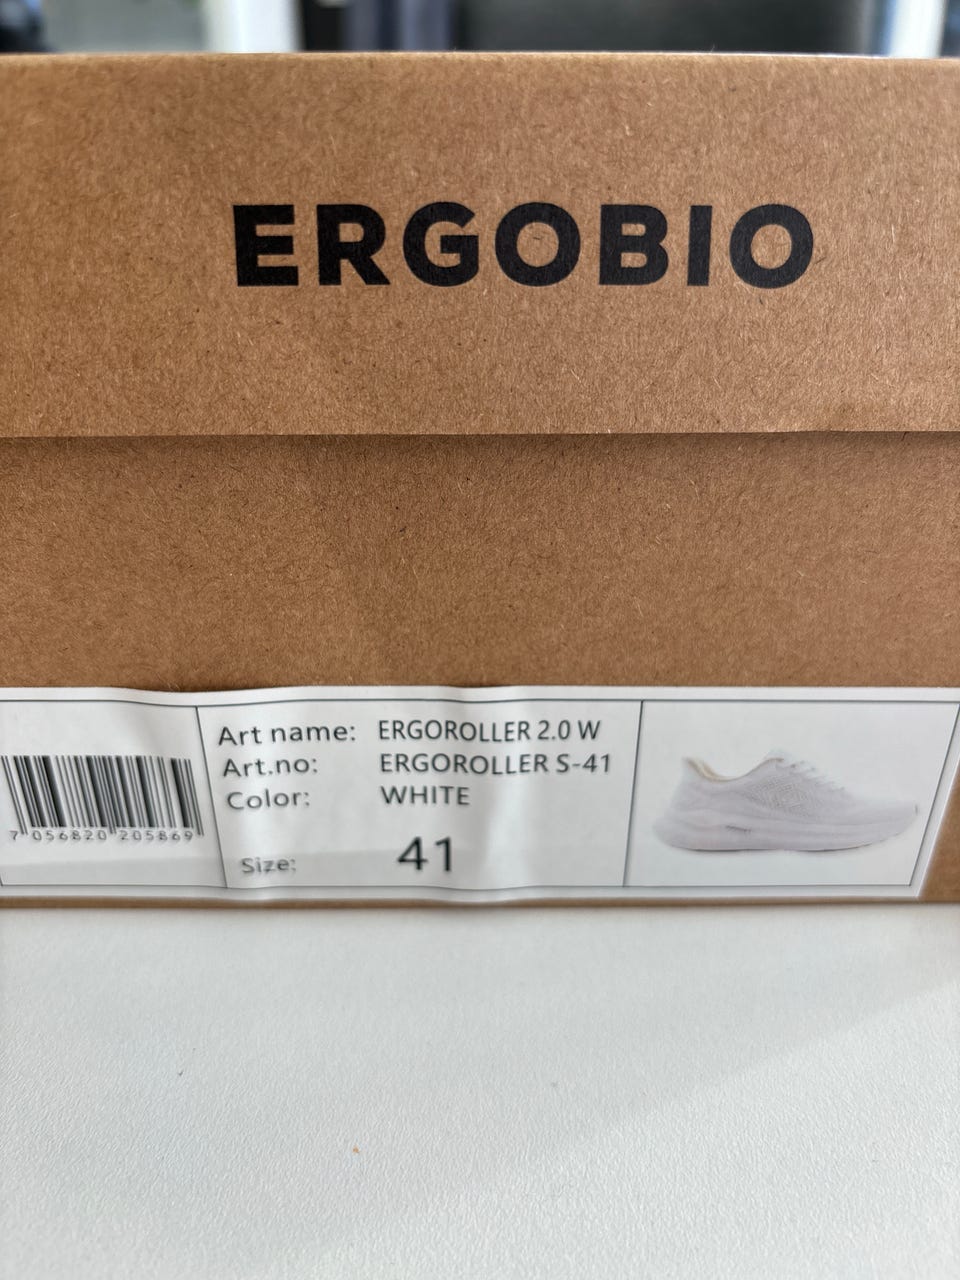 ERGOBIO
Art name: ERGOROLLER 2.0 W
Art.no: ERGOROLLER S-41
Color: WHITE
Size: 41
7 056820 205869